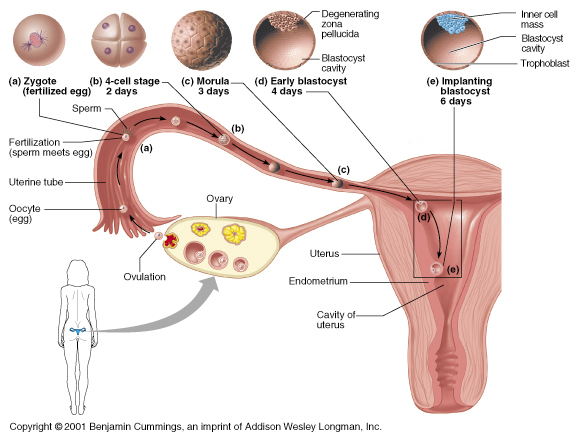 Degenerating
zona
pellucida
Blastocyst
cavity
Inner cell
mass
Blastocyst
cavity
Trophoblast
(a) Zygote
(fertilized egg)
(b) 4-cell stage
2 days
(c) Morula
3 days
(d) Early blastocyst
4 days
(e) Implanting
blastocyst
6 days
Sperm
Fertilization
(sperm meets egg)
(a)
(b)
(c)
Uterine tube
Oocyte
(egg)
Ovary
Ovulation
(d)
(e)
Uterus
Endometrium
Cavity of
uterus
Copyright © 2001 Benjamin Cummings, an imprint of Addison Wesley Longman, Inc.